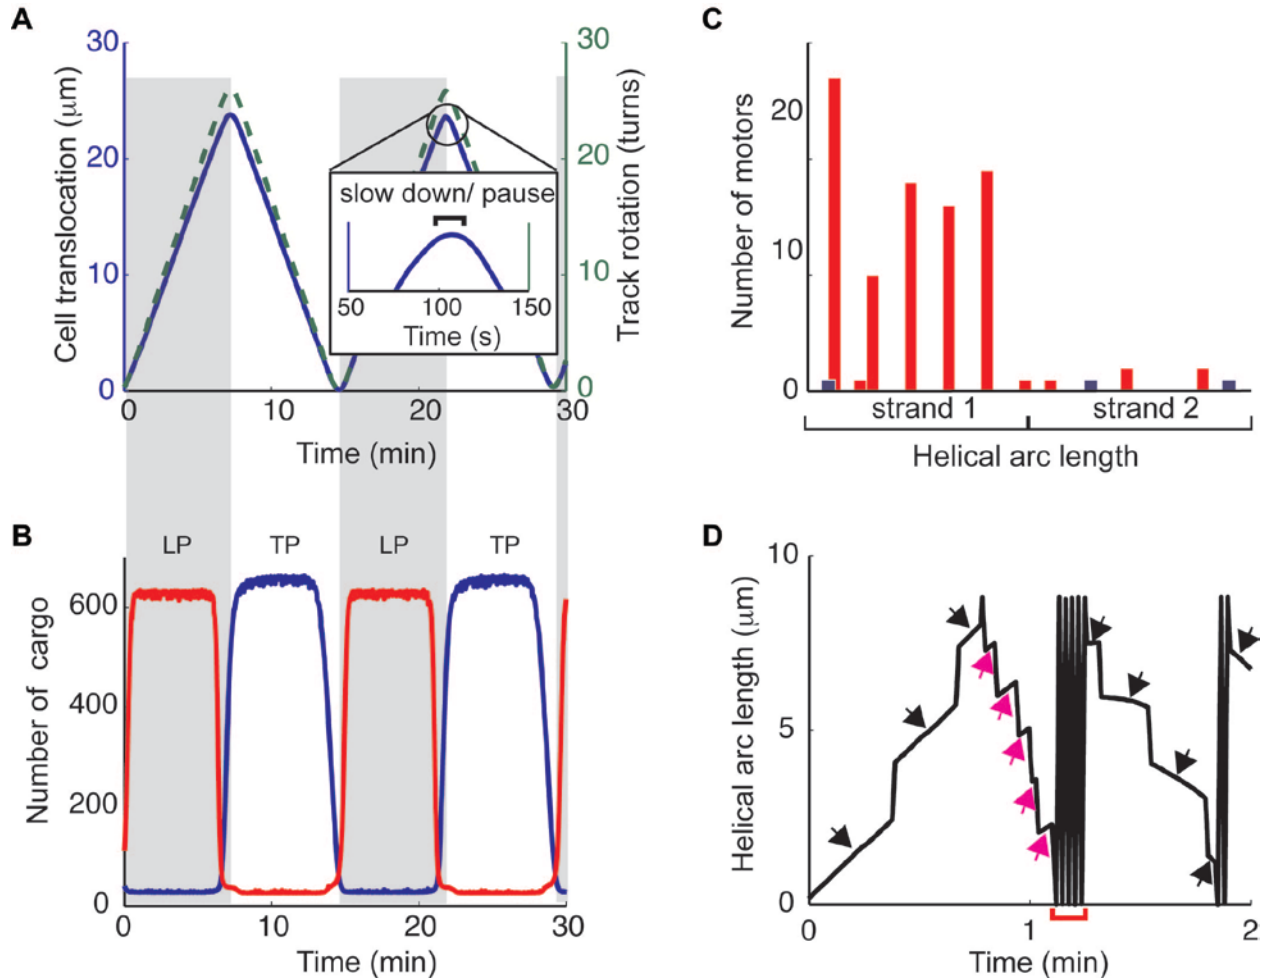 A
30
20
10
0
Cell translocation (μm)
30
20
10
0
Track rotation (turns)
slow down/ pause
50
100
150
Time (s)
0
10
20
30
Time (min)
B
LP
TP
LP
TP
600
400
200
0
Number of cargo
0
10
20
30
Time (min)
C
20
10
0
Number of motors
strand 1
strand 2
Helical arc length
D
10
5
0
Helical arc length (μm)
0
1
2
Time (min)